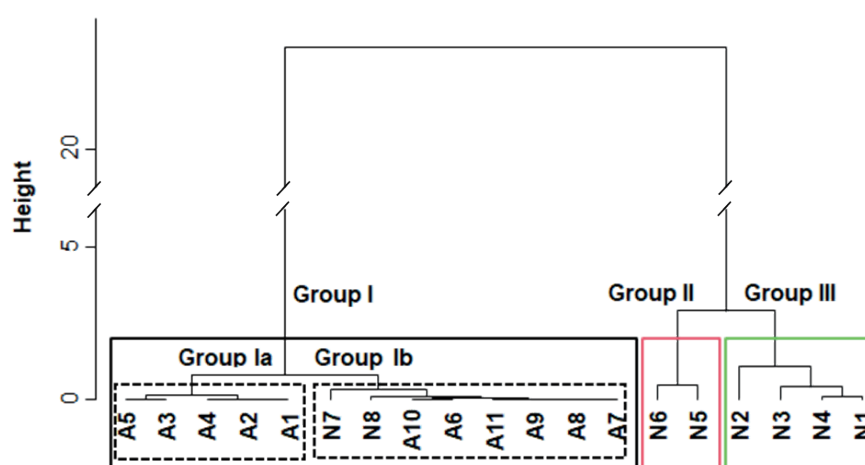 20
Height
5
Group I
Group II
Group III
Group Ia
Group Ib
0
A5
A3
A4
A2
A1
N7
N8
A10
A6
A11
A9
A8
A7
N6
N5
N2
N3
N4
N1